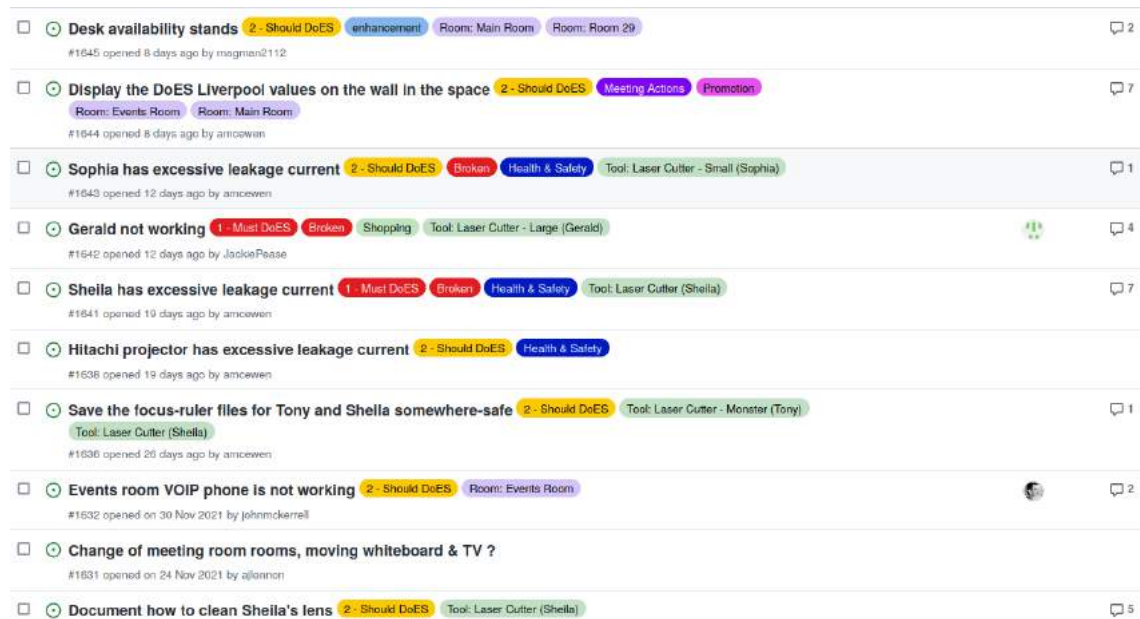 Desk availability stands 2 - Should DoES enhancement Room: Main Room Room: Room 29 2
#1645 opened 8 days ago by magman2112
Display the DoES Liverpool values on the wall in the space 2 - Should DoES Meeting Actions Promotion 7
Room: Events Room Room: Main Room
#1644 opened 8 days ago by amcewen
Sophia has excessive leakage current 2 - Should DoES Broken Health & Safety Tool: Laser Cutter - Small (Sophia) 1
#1643 opened 12 days ago by amcewen
Gerald not working 1 - Must DoES Broken Shopping Tool: Laser Cutter - Large (Gerald) 4
#1642 opened 12 days ago by JackiePease
Sheila has excessive leakage current 1 - Must DoES Broken Health & Safety Tool: Laser Cutter (Sheila) 7
#1641 opened 19 days ago by amcewen
Hitachi projector has excessive leakage current 2 - Should DoES Health & Safety
#1638 opened 19 days ago by amcewen
Save the focus-ruler files for Tony and Sheila somewhere-safe 2 - Should DoES Tool: Laser Cutter - Monster (Tony) 1
Tool: Laser Cutter (Sheila)
#1636 opened 26 days ago by amcewen
Events room VOIP phone is not working 2 - Should DoES Room: Events Room 2
#1632 opened on 30 Nov 2021 by johnmckerrell
Change of meeting room rooms, moving whiteboard & TV ?
#1631 opened on 24 Nov 2021 by ajlennon
Document how to clean Sheila's lens 2 - Should DoES Tool: Laser Cutter (Sheila) 5